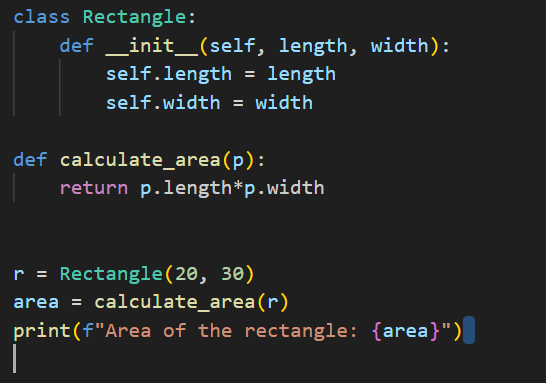 class Rectangle:
    def __init__(self, length, width):
        self.length = length
        self.width = width
def calculate_area(p):
    return p.length*p.width
r = Rectangle(20, 30)
area = calculate_area(r)
print(f"Area of the rectangle: {area}")